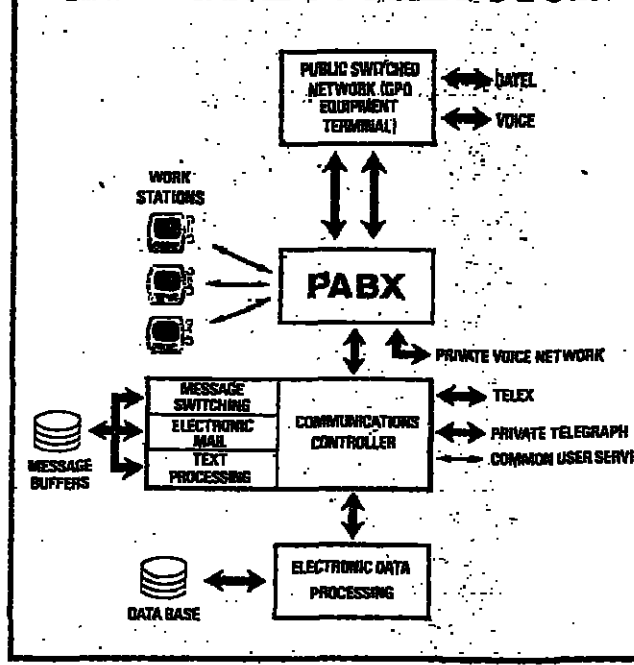 PUBLIC SWITCHED
NETWORK (GPO
EQUIPMENT
TERMINAL)
DATEL
VOICE
WORK
STATIONS
PABX
PRIVATE VOICE NETWORK
MESSAGE
SWITCHING
ELECTRONIC
MAIL
TEXT
PROCESSING
COMMUNICATIONS
CONTROLLER
TELEX
PRIVATE TELEGRAPH
COMMON USER SERVI
MESSAGE
BUFFERS
ELECTRONIC DATA
PROCESSING
DATA BASE